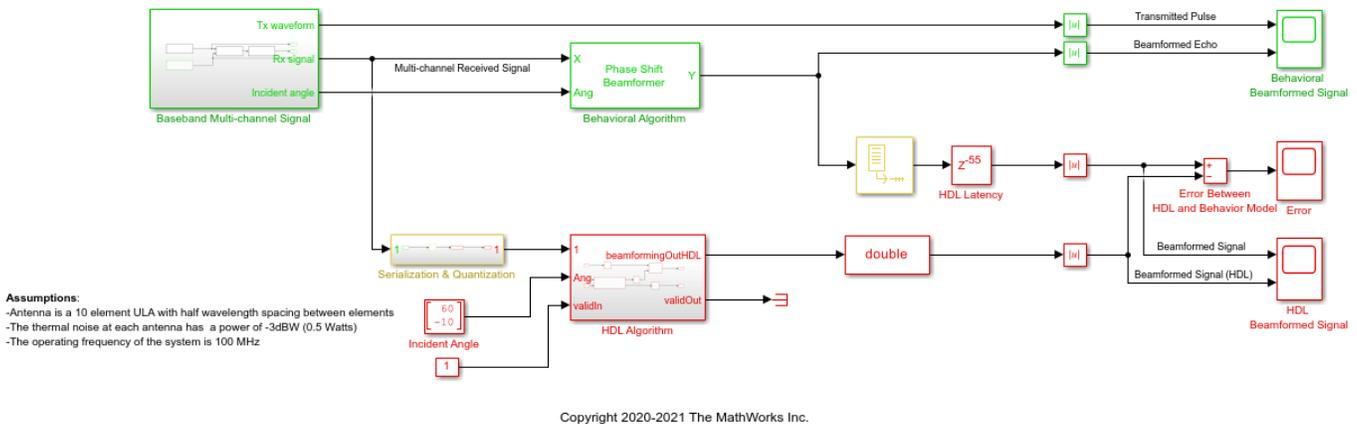 Tx waveform
Rx signal
Incident angle
Baseband Multi-channel Signal
Multi-channel Received Signal
X
Ang
Phase Shift
Beamformer
Y
Behavioral Algorithm
|u|
Transmitted Pulse
|u|
Beamformed Echo
Behavioral
Beamformed Signal
Z-55
HDL Latency
|u|
+
−
Error Between
HDL and Behavior Model
Error
1
1
Serialization & Quantization
1
Ang
validIn
beamformingOutHDL
validOut
HDL Algorithm
double
|u|
Beamformed Signal
Beamformed Signal (HDL)
HDL
Beamformed Signal
60
-10
Incident Angle
1
Assumptions:
-Antenna is a 10 element ULA with half wavelength spacing between elements
-The thermal noise at each antenna has a power of -3dBW (0.5 Watts)
-The operating frequency of the system is 100 MHz
Copyright 2020-2021 The MathWorks Inc.